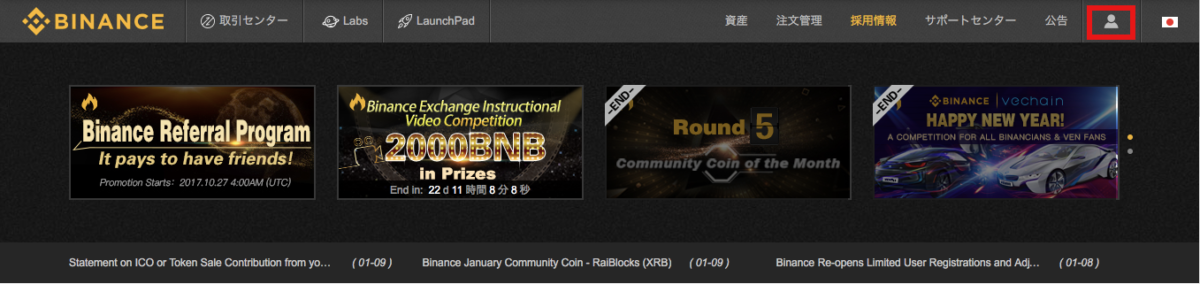 BINANCE 取引センター Labs LaunchPad 資産 注文管理 採用情報 サポートセンター 公告
Binance Referral Program
It pays to have friends!
Promotion Starts: 2017.10.27 4:00AM (UTC)
Binance Exchange Instructional
Video Competition
2000BNB
in Prizes
End In: 22 d 11 時間 8 分 8 秒
-END-
Round 5
Community Coin of the Month
-END-
BINANCE | vechain
HAPPY NEW YEAR!
A COMPETITION FOR ALL BINANCIANS & VEN FANS
Statement on ICO or Token Sale Contribution from yo... ( 01-09 ) Binance January Community Coin - RaiBlocks (XRB) ( 01-09 ) Binance Re-opens Limited User Registrations and Adj... ( 01-08 )